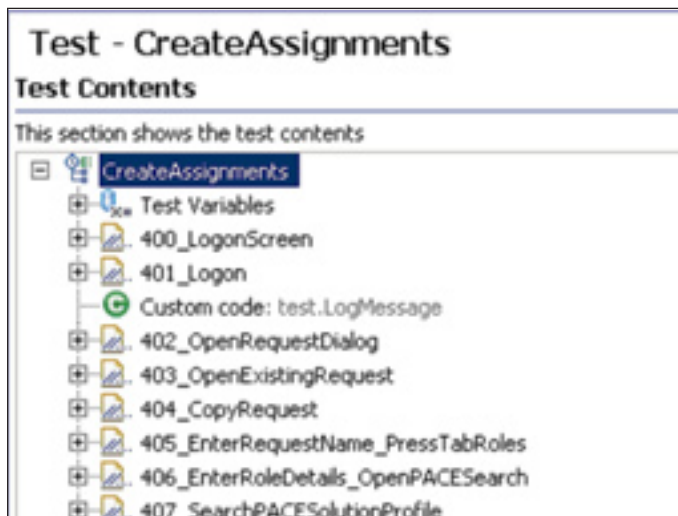 Test - CreateAssignments
Test Contents
This section shows the test contents
CreateAssignments
Test Variables
400_LogonScreen
401_Logon
Custom code: test.LogMessage
402_OpenRequestDialog
403_OpenExistingRequest
404_CopyRequest
405_EnterRequestName_PressTabRoles
406_EnterRoleDetails_OpenPACESearch
407_SearchPACESolutionProfile